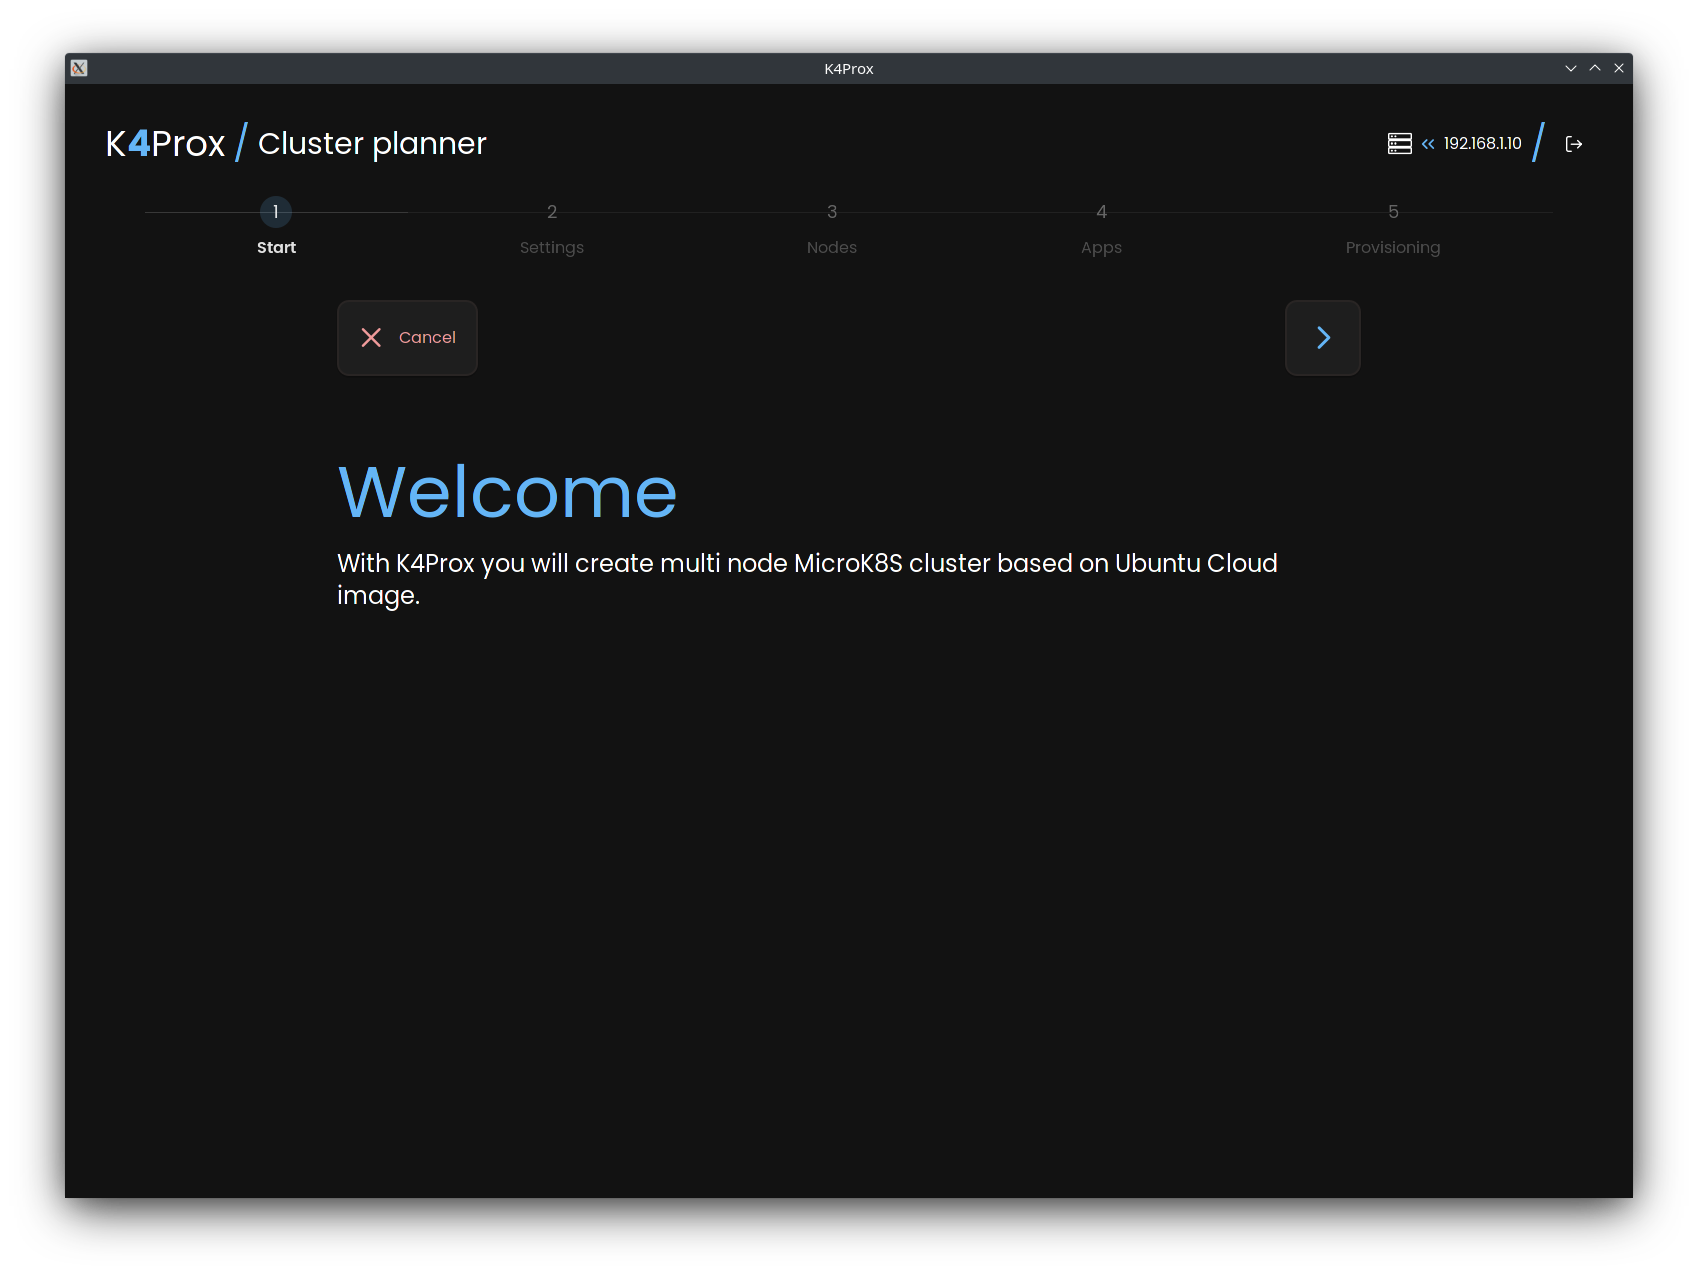 K4Prox
K4Prox / Cluster planner
192.168.1.10 /
1 2 3 4 5
Start Settings Nodes Apps Provisioning
Cancel
Welcome
With K4Prox you will create multi node MicroK8S cluster based on Ubuntu Cloud
image.